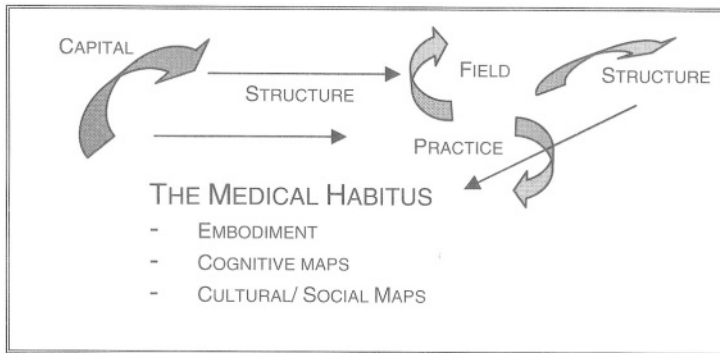 CAPITAL
FIELD
STRUCTURE
STRUCTURE
PRACTICE
THE MEDICAL HABITUS
- EMBODIMENT
- COGNITIVE MAPS
- CULTURAL/ SOCIAL MAPS